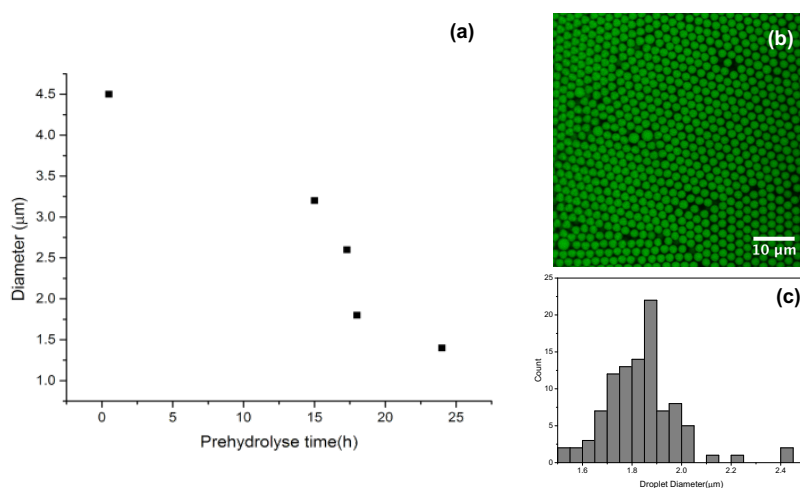 (a)
4.5
4.0
3.5
3.0
2.5
2.0
1.5
1.0
Diameter (μm)
0 5 10 15 20 25
Prehydrolyse time(h)
(b)
10 μm
(c)
25
20
15
10
5
0
Count
1.6 1.8 2.0 2.2 2.4
Droplet Diameter(μm)